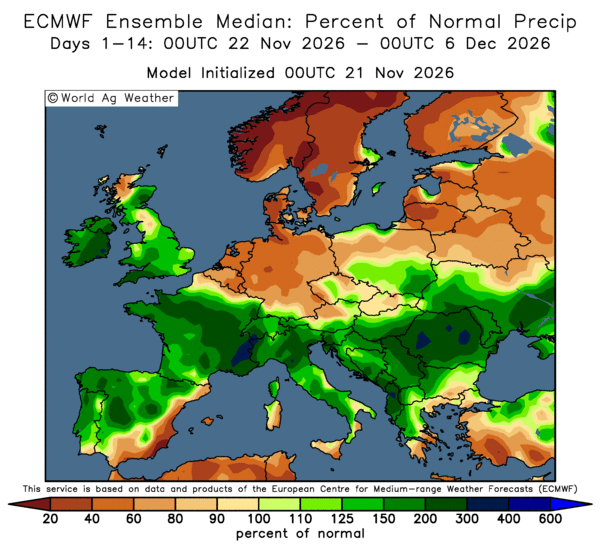 ECMWF Ensemble Median: Percent of Normal Precip
Days 1-14: 00UTC 22 Nov 2026 - 00UTC 6 Dec 2026
Model Initialized 00UTC 21 Nov 2026
©World Ag Weather
This service is based on date and products of the European Centre for Medium-range Weather Forecasts (ECMWF)
20 40 60 80 90 100 110 125 150 200 300 400 600
percent of normal